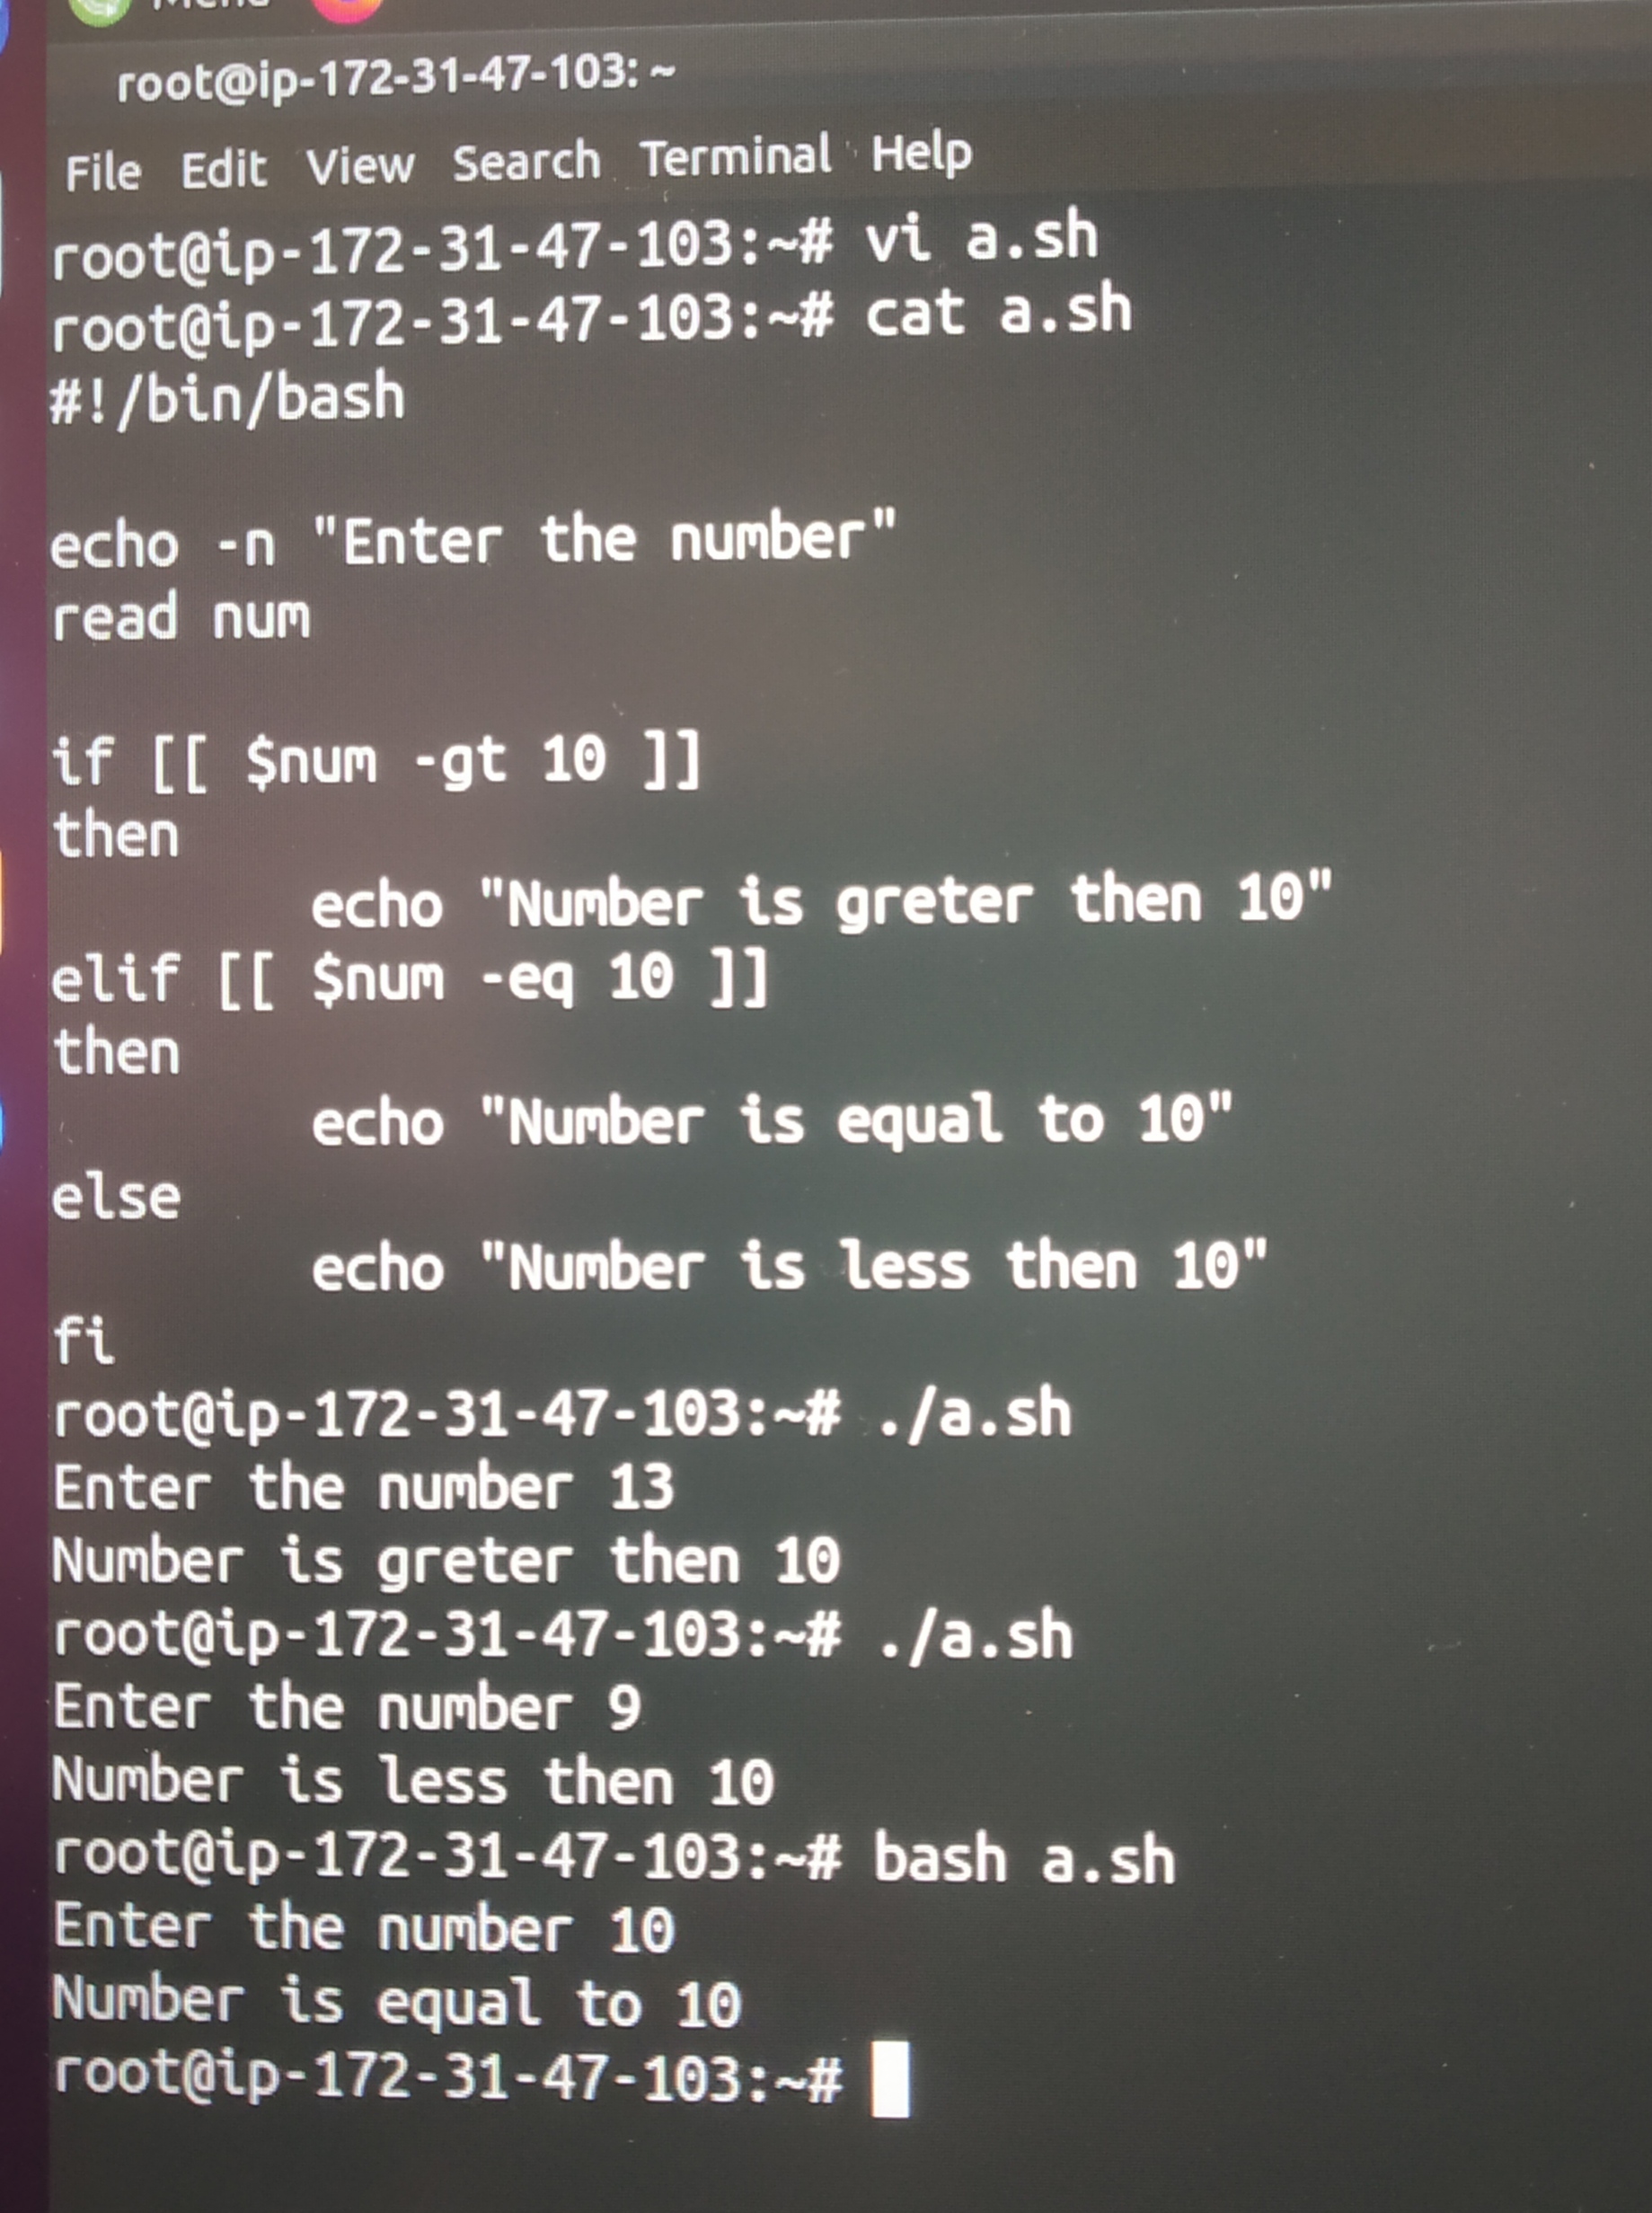 Menu
root@ip-172-31-47-103: ~
File Edit View Search Terminal Help
root@ip-172-31-47-103:~# vi a.sh
root@ip-172-31-47-103:~# cat a.sh
#!/bin/bash
echo -n "Enter the number"
read num
if [[ $num -gt 10 ]]
then
echo "Number is greter then 10"
elif [[ $num -eq 10 ]]
then
echo "Number is equal to 10"
else
echo "Number is less then 10"
fi
root@ip-172-31-47-103:~# ./a.sh
Enter the number 13
Number is greter then 10
root@ip-172-31-47-103:~# ./a.sh
Enter the number 9
Number is less then 10
root@ip-172-31-47-103:~# bash a.sh
Enter the number 10
Number is equal to 10
root@ip-172-31-47-103:~#